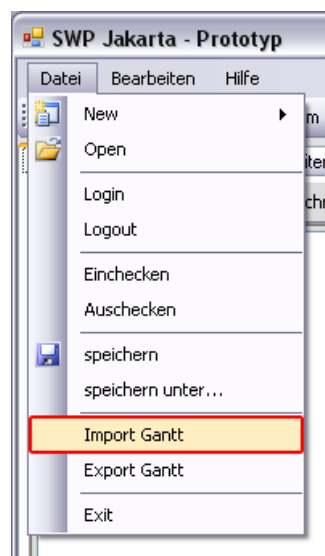 SWP Jakarta - Prototyp
Datei Bearbeiten Hilfe
New
Open
Login
Logout
Einchecken
Auschecken
speichern
speichern unter...
Import Gantt
Export Gantt
Exit